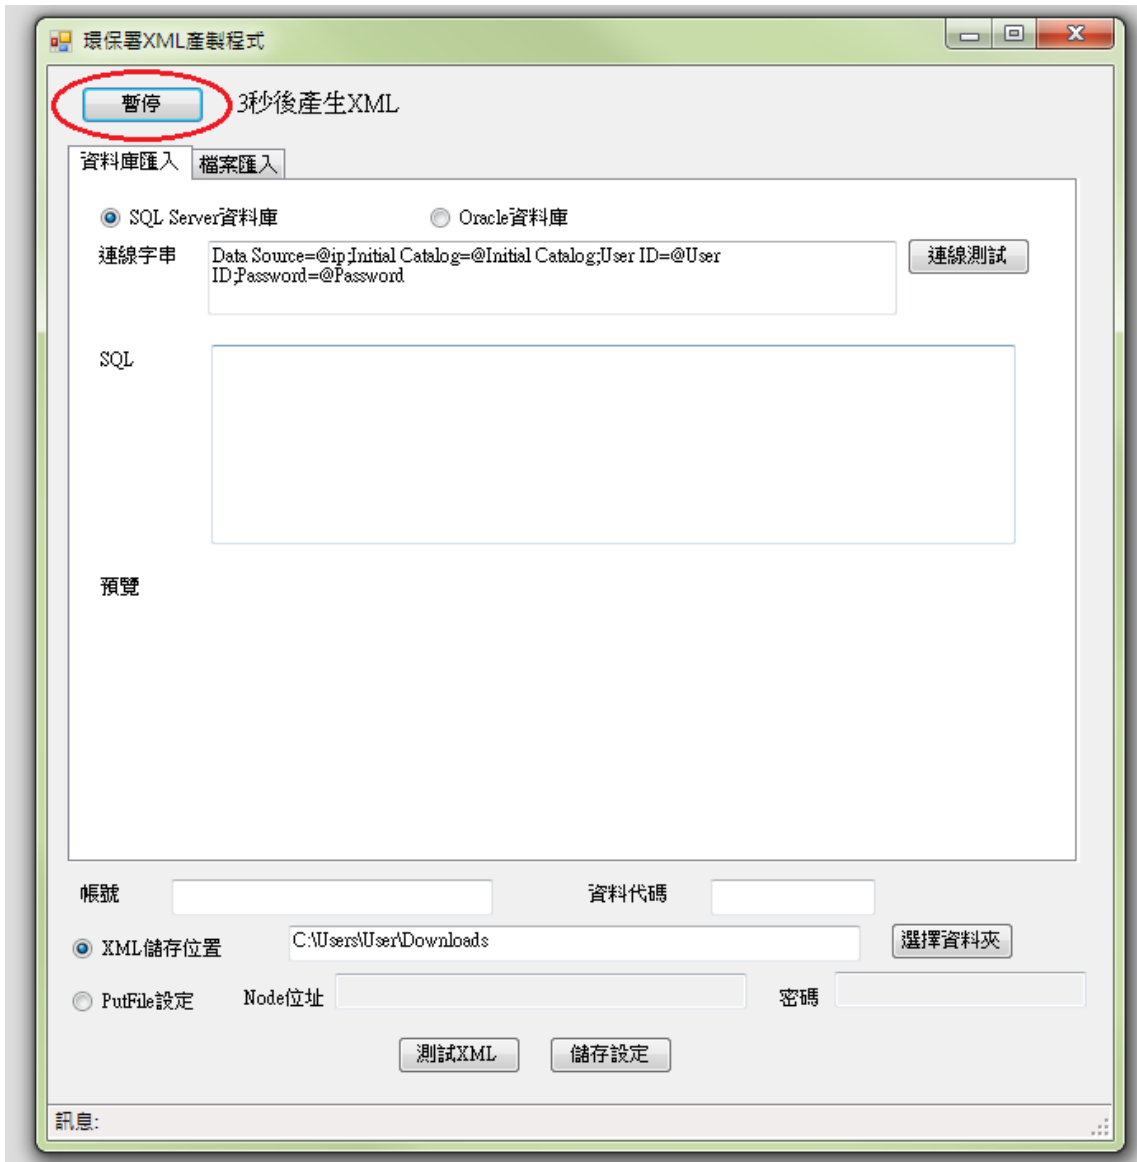 環保署XML產製程式
暫停 3秒後產生XML
資料庫匯入 檔案匯入
SQL Server資料庫 Oracle資料庫
連線字串 Data Source=@ip;Initial Catalog=@Initial Catalog;User ID=@User 連線測試
ID;Password=@Password
SQL
預覽
帳號 資料代碼
XML儲存位置 C:\Users\User\Downloads 選擇資料夾
PutFile設定 Node位址 密碼
測試XML 儲存設定
訊息: